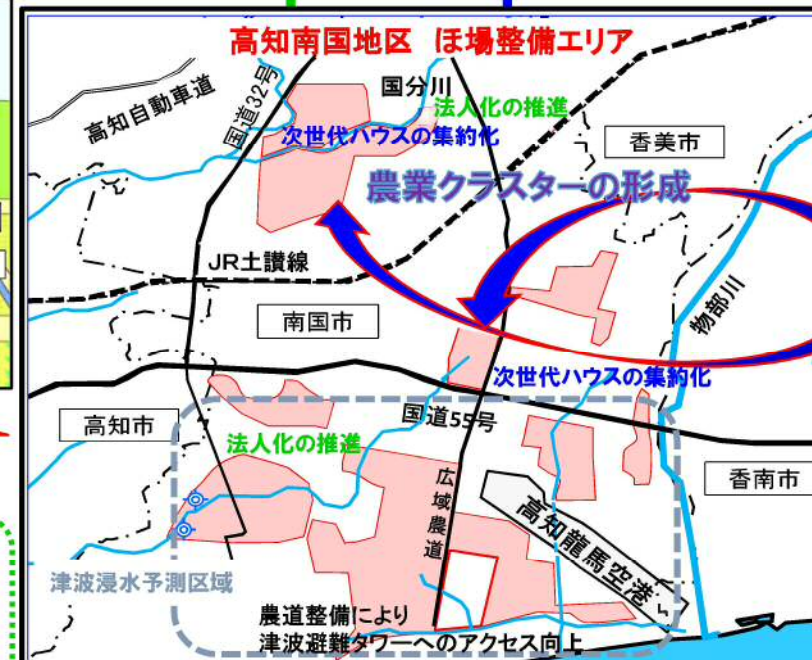 高知南国地区 ほ場整備エリア
高知自動車道
国道32号
国分川
法人化の推進
次世代ハウスの集約化
香美市
農業クラスターの形成
JR土讃線
物部川
南国市
次世代ハウスの集約化
高知市
国道55号
法人化の推進
広域農道
香南市
高知龍馬空港
津波浸水予測区域
農道整備により
津波避難タワーへのアクセス向上